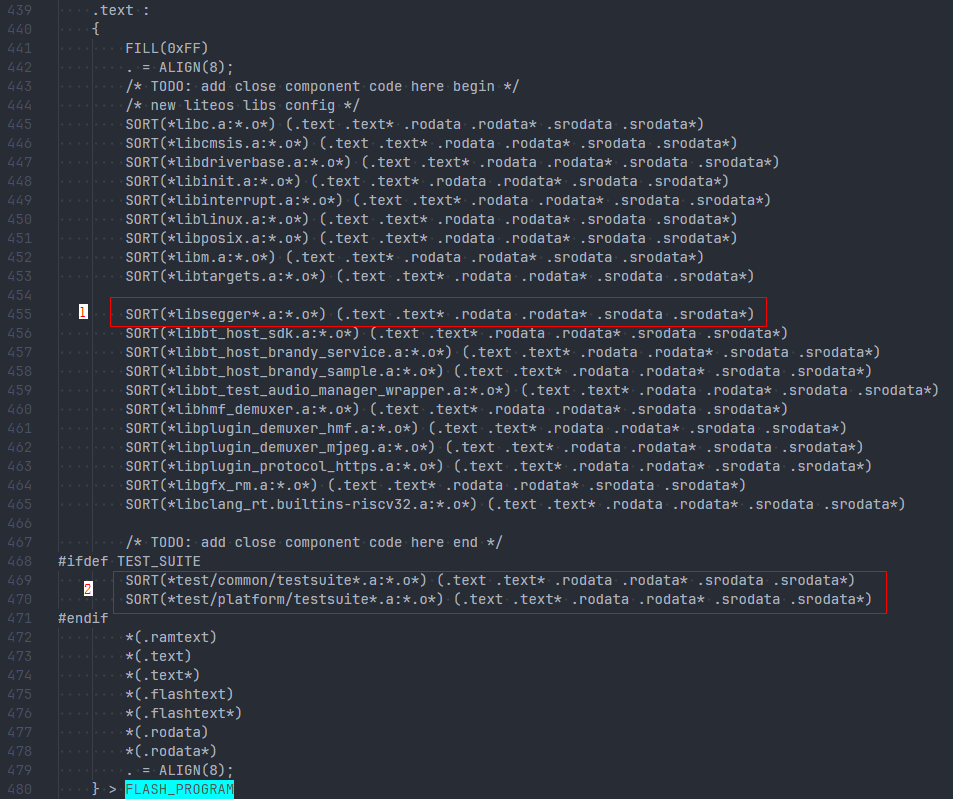 439 .text :
440 {
441 FILL(0xFF)
442 . = ALIGN(8);
443 /* TODO: add close component code here begin */
444 /* new liteos libs config */
445 SORT(*libc.a:*.o*) (.text .text* .rodata .rodata* .srodata .srodata*)
446 SORT(*libcmsis.a:*.o*) (.text .text* .rodata .rodata* .srodata .srodata*)
447 SORT(*libdriverbase.a:*.o*) (.text .text* .rodata .rodata* .srodata .srodata*)
448 SORT(*libinit.a:*.o*) (.text .text* .rodata .rodata* .srodata .srodata*)
449 SORT(*libinterrupt.a:*.o*) (.text .text* .rodata .rodata* .srodata .srodata*)
450 SORT(*liblinux.a:*.o*) (.text .text* .rodata .rodata* .srodata .srodata*)
451 SORT(*libposix.a:*.o*) (.text .text* .rodata .rodata* .srodata .srodata*)
452 SORT(*libm.a:*.o*) (.text .text* .rodata .rodata* .srodata .srodata*)
453 SORT(*libtargets.a:*.o*) (.text .text* .rodata .rodata* .srodata .srodata*)
454
1
455 SORT(*libsegger*.a:*.o*) (.text .text* .rodata .rodata* .srodata .srodata*)
456 SORT(*libbt_host_sdk.a:*.o*) (.text .text* .rodata .rodata* .srodata .srodata*)
457 SORT(*libbt_host_brandy_service.a:*.o*) (.text .text* .rodata .rodata* .srodata .srodata*)
458 SORT(*libbt_host_brandy_sample.a:*.o*) (.text .text* .rodata .rodata* .srodata .srodata*)
459 SORT(*libbt_test_audio_manager_wrapper.a:*.o*) (.text .text* .rodata .rodata* .srodata .srodata*)
460 SORT(*libhmf_demuxer.a:*.o*) (.text .text* .rodata .rodata* .srodata .srodata*)
461 SORT(*libplugin_demuxer_hmf.a:*.o*) (.text .text* .rodata .rodata* .srodata .srodata*)
462 SORT(*libplugin_demuxer_mjpeg.a:*.o*) (.text .text* .rodata .rodata* .srodata .srodata*)
463 SORT(*libplugin_protocol_https.a:*.o*) (.text .text* .rodata .rodata* .srodata .srodata*)
464 SORT(*libgfx_rm.a:*.o*) (.text .text* .rodata .rodata* .srodata .srodata*)
465 SORT(*libclang_rt.builtins-riscv32.a:*.o*) (.text .text* .rodata .rodata* .srodata .srodata*)
466
467 /* TODO: add close component code here end */
468 #ifdef TEST_SUITE
469 SORT(*test/common/testsuite*.a:*.o*) (.text .text* .rodata .rodata* .srodata .srodata*)
2
470 SORT(*test/platform/testsuite*.a:*.o*) (.text .text* .rodata .rodata* .srodata .srodata*)
471 #endif
472 *(.ramtext)
473 *(.text)
474 *(.text*)
475 *(.flashtext)
476 *(.flashtext*)
477 *(.rodata)
478 *(.rodata*)
479 . = ALIGN(8);
480 } > FLASH_PROGRAM